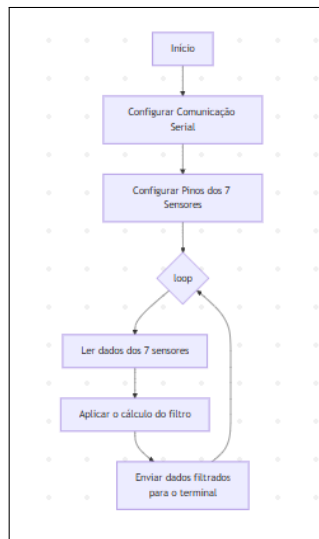 Início
Configurar Comunicação
Serial
Configurar Pinos dos 7
Sensores
loop
Ler dados dos 7 sensores
Aplicar o cálculo do filtro
Enviar dados filtrados
para o terminal